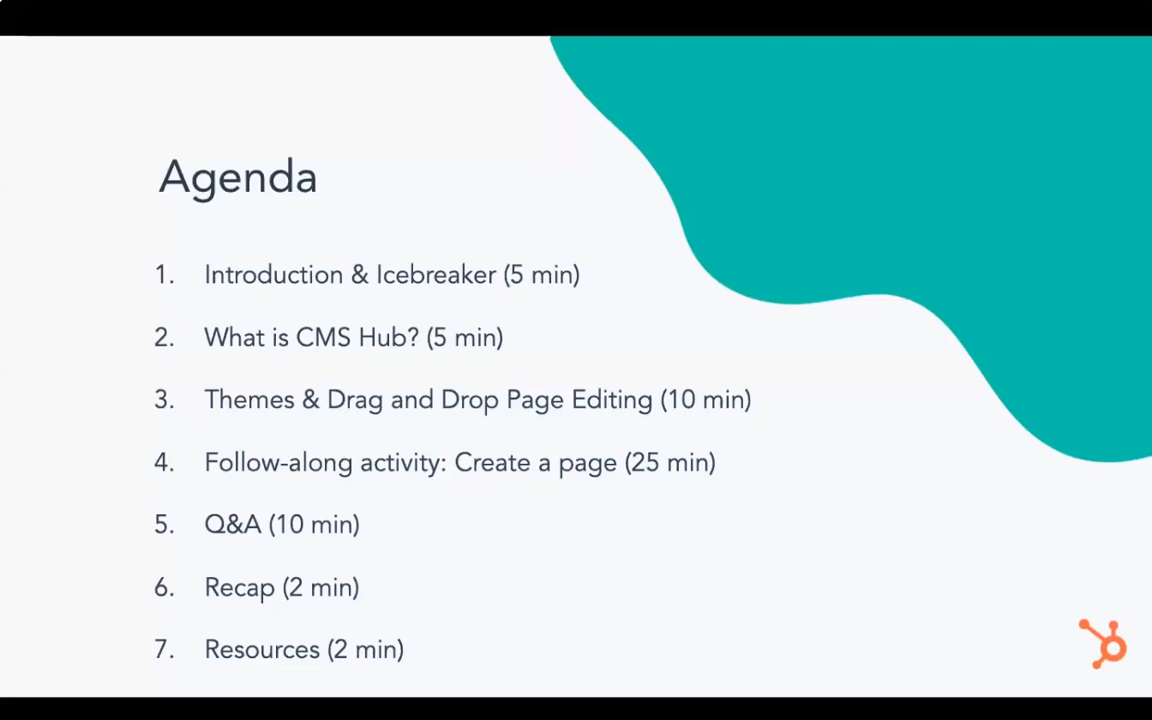 Agenda
1. Introduction & Icebreaker (5 min)
2. What is CMS Hub? (5 min)
3. Themes & Drag and Drop Page Editing (10 min)
4. Follow-along activity: Create a page (25 min)
5. Q&A (10 min)
6. Recap (2 min)
7. Resources (2 min)